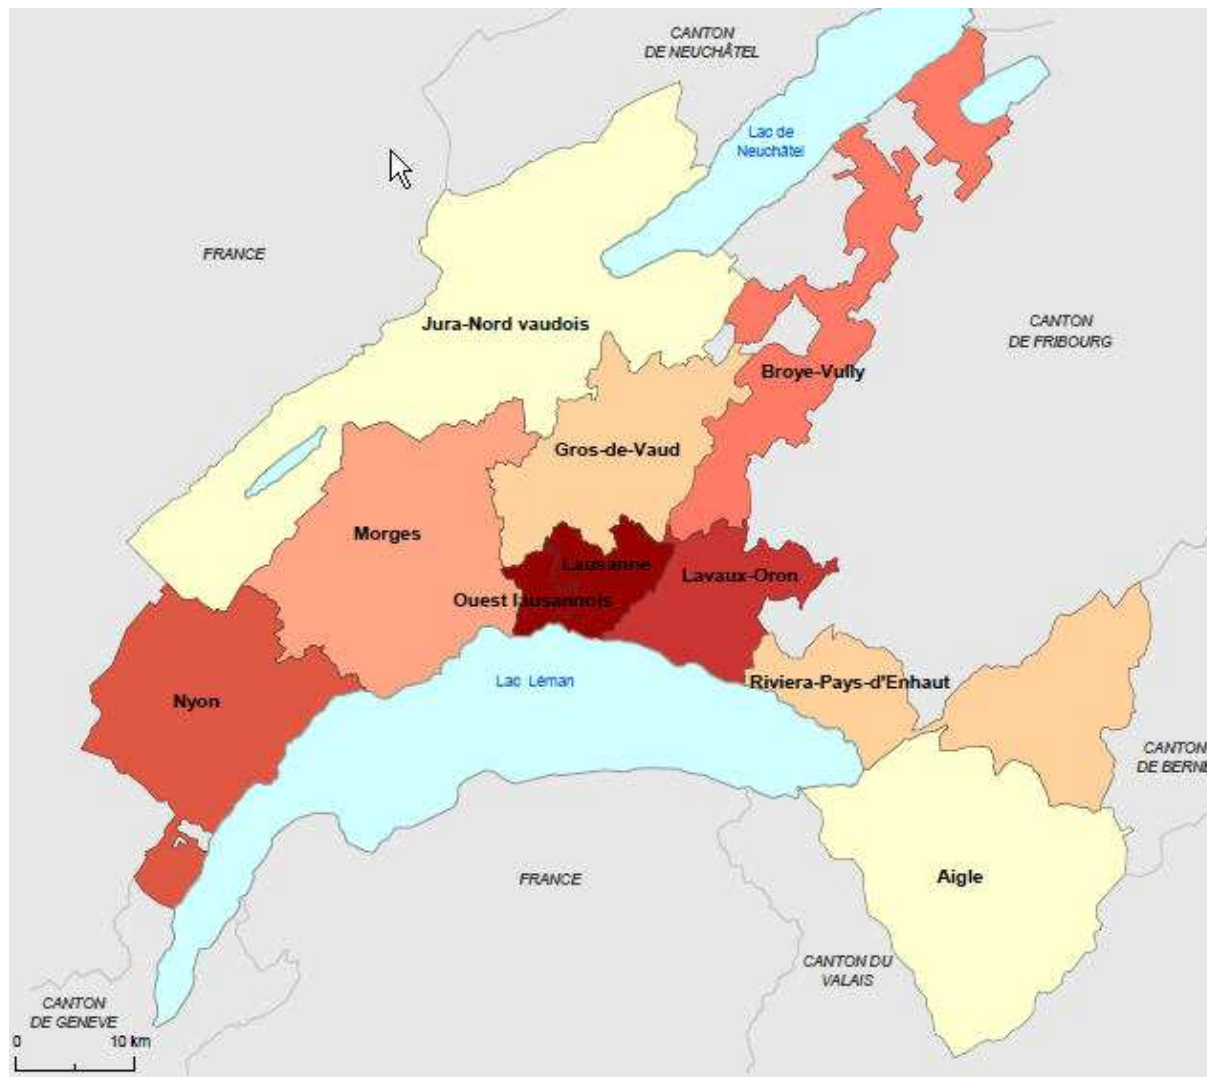 CANTON
DE NEUCHÂTEL
Lac de
Neuchâtel
FRANCE
Jura-Nord vaudois
CANTON
DE FRIBOURG
Broye-Vully
Gros-de-Vaud
Morges
Lausanne
Lavaux-Oron
Ouest lausannois
Lac Léman
Riviera-Pays-d'Enhaut
Nyon
CANTON
DE BERNE
Aigle
FRANCE
CANTON DU
VALAIS
CANTON
DE GENEVE
0 10 km